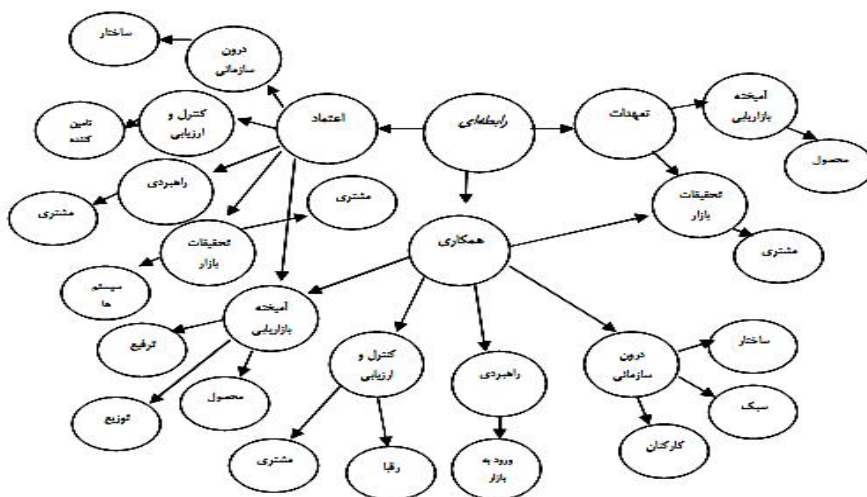 ساختار
درون
سازمانی
کنترل و
ارزیابی
تامین
کننده
اعتماد
رابطه‌ای
تمهدات
آمیخته
بازاریابی
محصول
راهبردی
مشتری
مشتری
تحقیقات
بازار
سیستم
ها
تحقیقات
بازار
مشتری
همکاری
آمیخته
بازاریابی
ترفیع
توزیع
محصول
کنترل و
ارزیابی
مشتری
رقبا
راهبردی
ورود به
بازار
درون
سازمانی
ساختار
سبک
کارکنان